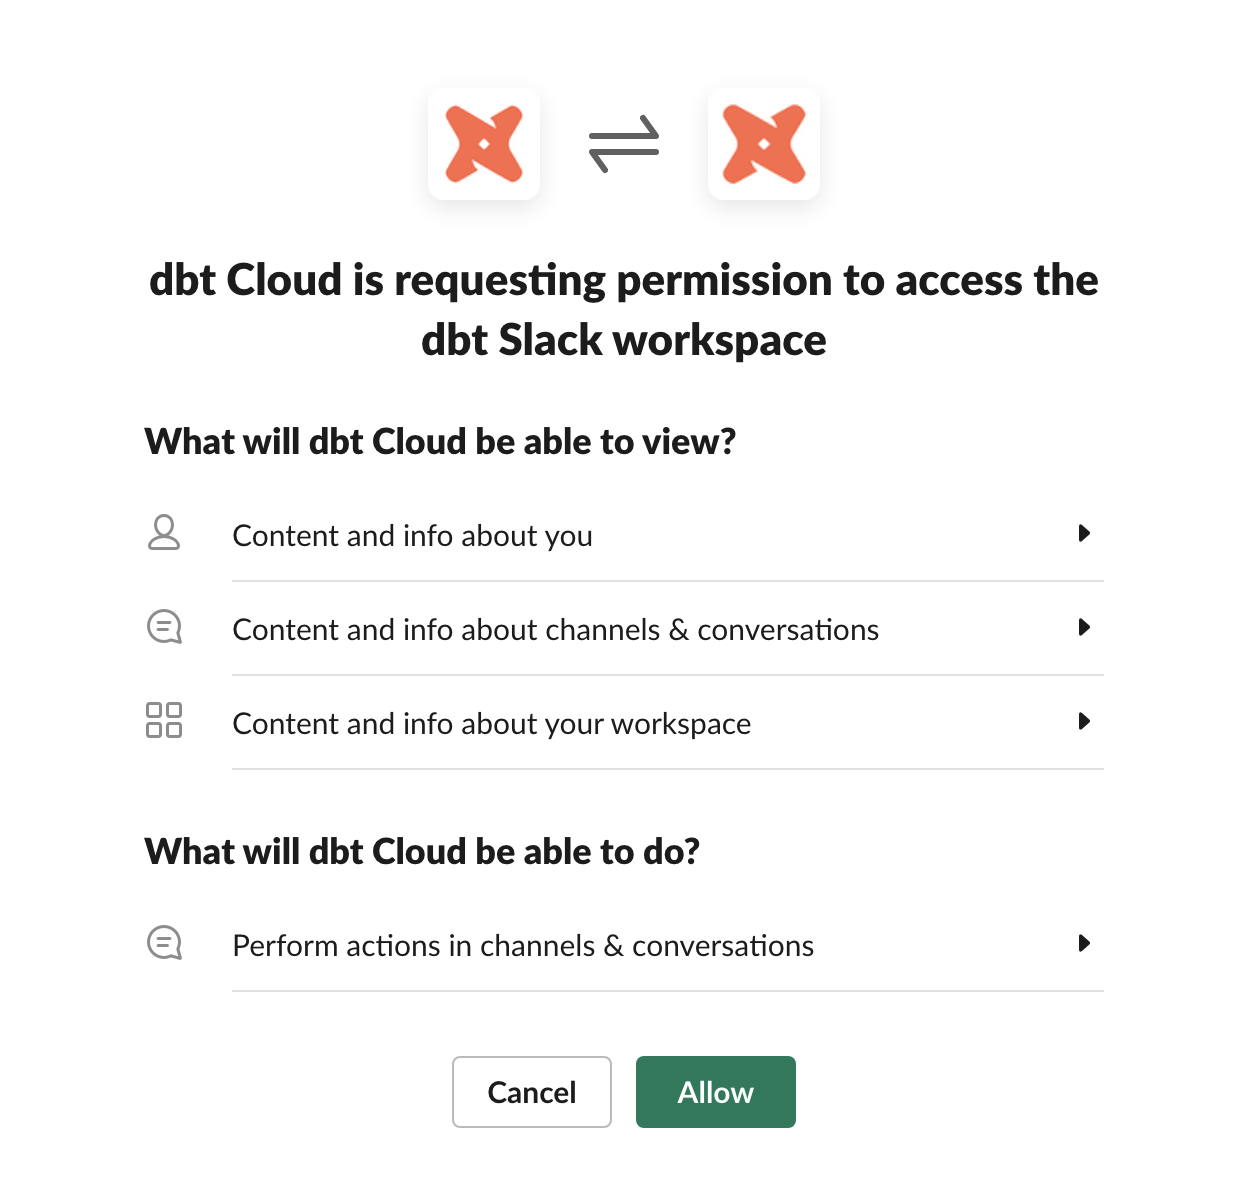 dbt Cloud is requesting permission to access the
dbt Slack workspace
What will dbt Cloud be able to view?
Content and info about you
Content and info about channels & conversations
Content and info about your workspace
What will dbt Cloud be able to do?
Perform actions in channels & conversations
Cancel
Allow